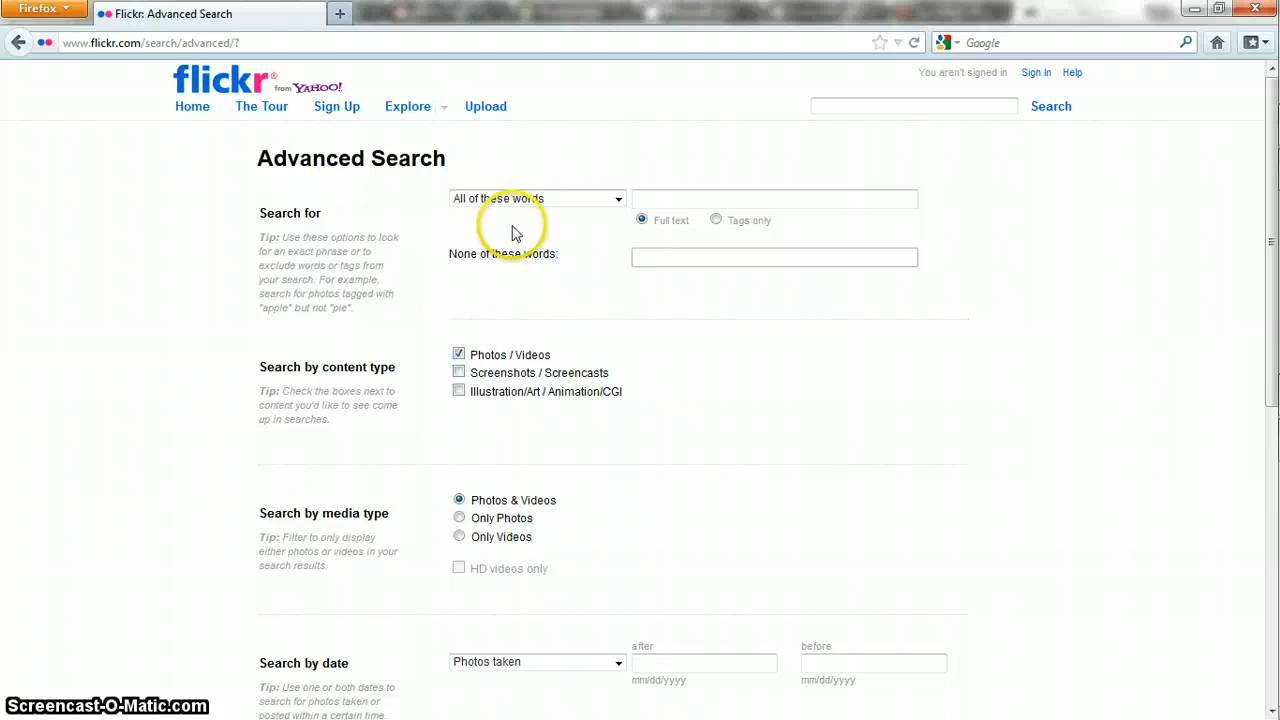 Firefox
Flickr: Advanced Search
www.flickr.com/search/advanced/?
Google
flickr® from YAHOO!
You aren't signed in Sign In Help
Home The Tour Sign Up Explore Upload
Search
Advanced Search
Search for
Tip: Use these options to look
for an exact phrase or to
exclude words or tags from
your search. For example,
search for photos tagged with
"apple" but not "pie".
All of these words
Full text Tags only
None of these words:
Search by content type
Tip: Check the boxes next to
content you'd like to see come
up in searches.
Photos / Videos
Screenshots / Screencasts
Illustration/Art / Animation/CGI
Search by media type
Tip: Filter to only display
either photos or videos in your
search results.
Photos & Videos
Only Photos
Only Videos
HD videos only
Search by date
Tip: Use one or both dates to
search for photos taken or
posted within a certain time.
Photos taken
after before
mm/dd/yyyy mm/dd/yyyy
Screencast-O-Matic.com